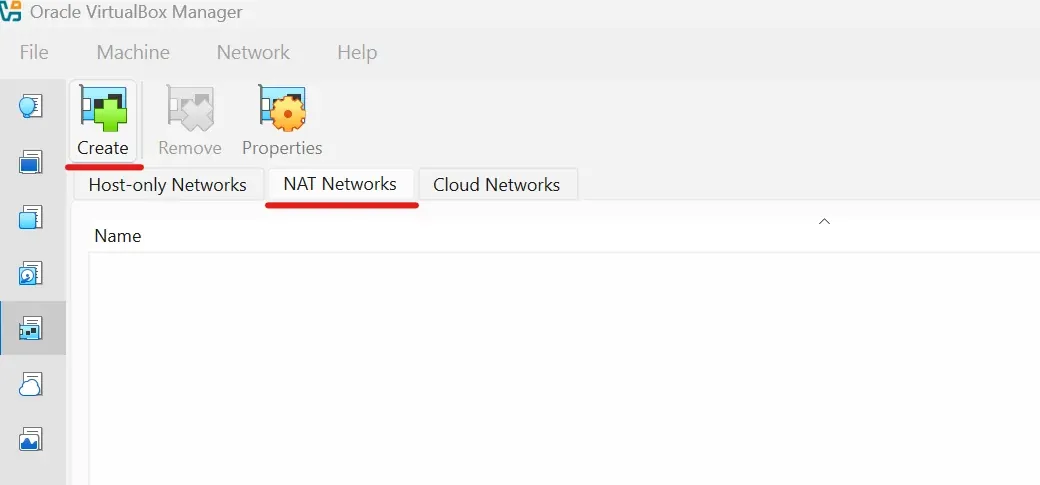 Oracle VirtualBox Manager
File Machine Network Help
Create Remove Properties
Host-only Networks NAT Networks Cloud Networks
Name